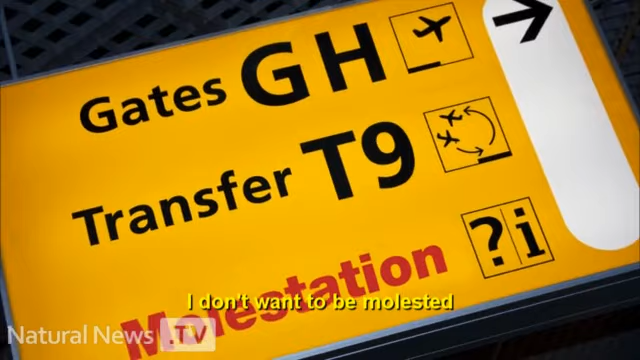 Gates GH
Transfer T9
? i
Molestation
I don't want to be molested
Natural News .TV